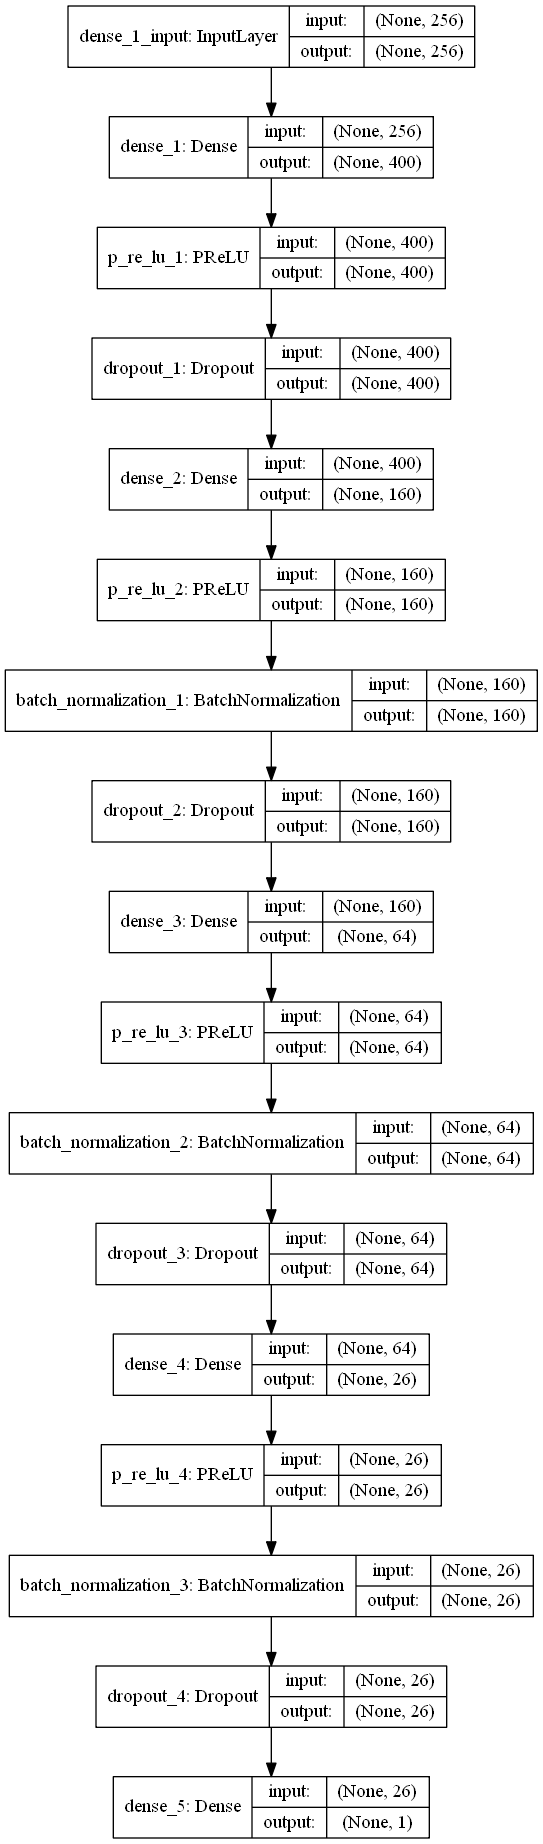 dense_1_input: InputLayer
input: (None, 256)
output: (None, 256)
dense_1: Dense
input: (None, 256)
output: (None, 400)
p_re_lu_1: PReLU
input: (None, 400)
output: (None, 400)
dropout_1: Dropout
input: (None, 400)
output: (None, 400)
dense_2: Dense
input: (None, 400)
output: (None, 160)
p_re_lu_2: PReLU
input: (None, 160)
output: (None, 160)
batch_normalization_1: BatchNormalization
input: (None, 160)
output: (None, 160)
dropout_2: Dropout
input: (None, 160)
output: (None, 160)
dense_3: Dense
input: (None, 160)
output: (None, 64)
p_re_lu_3: PReLU
input: (None, 64)
output: (None, 64)
batch_normalization_2: BatchNormalization
input: (None, 64)
output: (None, 64)
dropout_3: Dropout
input: (None, 64)
output: (None, 64)
dense_4: Dense
input: (None, 64)
output: (None, 26)
p_re_lu_4: PReLU
input: (None, 26)
output: (None, 26)
batch_normalization_3: BatchNormalization
input: (None, 26)
output: (None, 26)
dropout_4: Dropout
input: (None, 26)
output: (None, 26)
dense_5: Dense
input: (None, 26)
output: (None, 1)